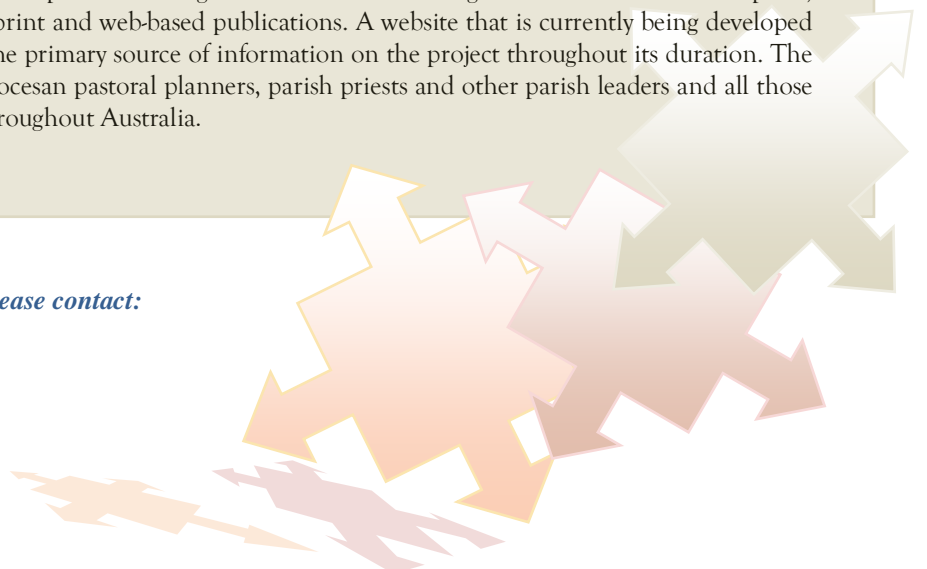 print and web-based publications. A website that is currently being developed
ne primary source of information on the project throughout its duration. The
ocesan pastoral planners, parish priests and other parish leaders and all those
roughout Australia.
ease contact: